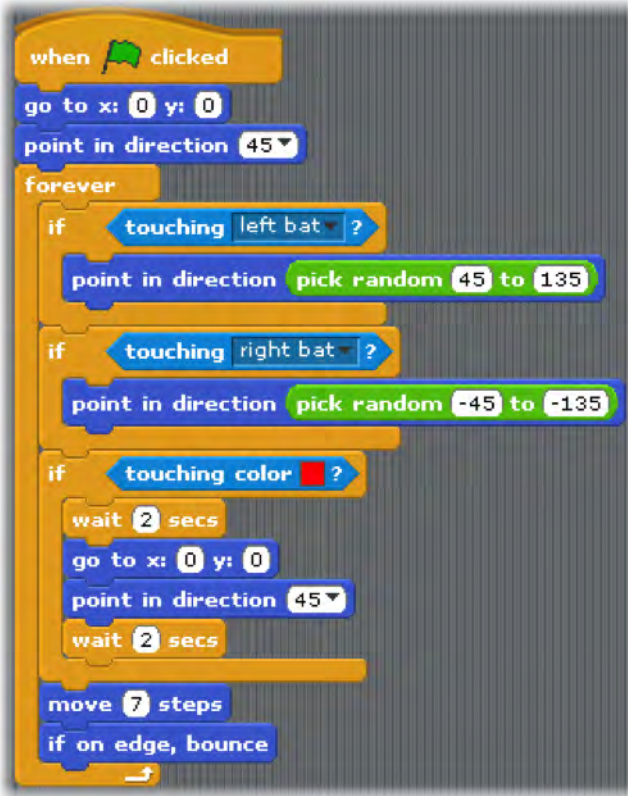 when clicked
go to x: 0 y: 0
point in direction 45
forever
if touching left bat ?
point in direction pick random 45 to 135
if touching right bat ?
point in direction pick random -45 to -135
if touching color ?
wait 2 secs
go to x: 0 y: 0
point in direction 45
wait 2 secs
move 7 steps
if on edge, bounce